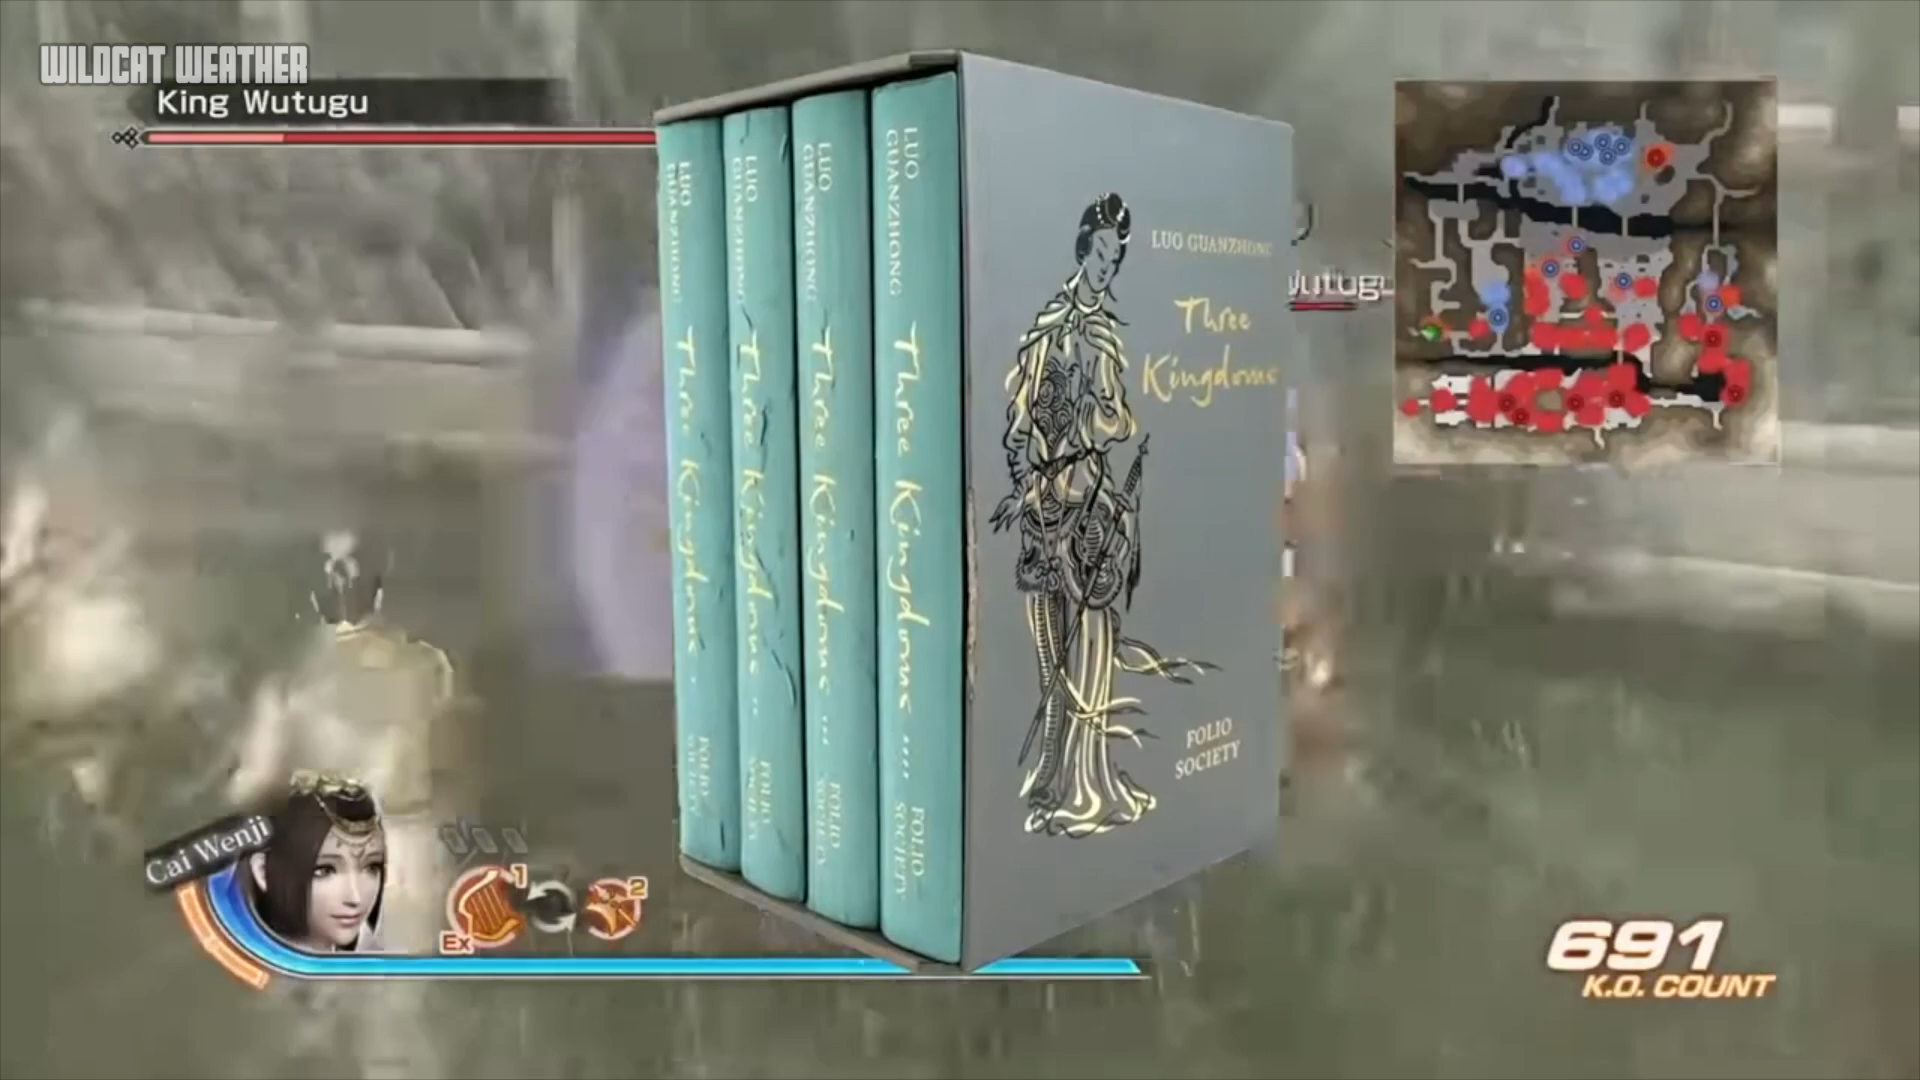 WILDCAT WEATHER
King Wutugu
LUO
GUANZHONG
Three Kingdoms .
FOLIO
SOCIETY
LUO
GUANZHONG
Three Kingdoms ..
FOLIO
SOCIETY
LUO
GUANZHONG
Three Kingdoms ...
FOLIO
SOCIETY
LUO
GUANZHONG
Three Kingdoms ....
FOLIO
SOCIETY
LUO GUANZHONG
Three
Kingdoms
FOLIO
SOCIETY
Wutugu
Cai Wenji
1
2
Ex
691
K.O. COUNT